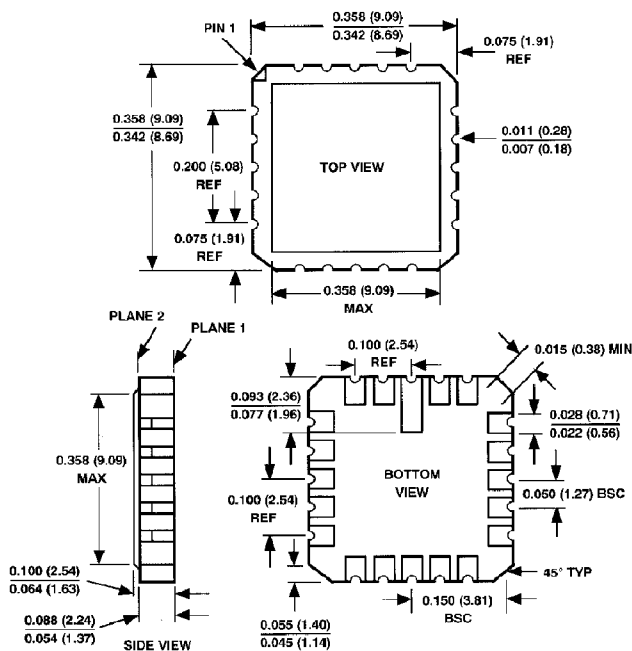 PIN 1
0.358 (9.09)
0.342 (8.69)
0.075 (1.91)
REF
0.358 (9.09)
0.342 (8.69)
0.200 (5.08)
REF
TOP VIEW
0.011 (0.28)
0.007 (0.18)
0.075 (1.91)
REF
0.358 (9.09)
MAX
PLANE 2
PLANE 1
0.358 (9.09)
MAX
0.100 (2.54)
0.064 (1.63)
0.088 (2.24)
0.054 (1.37)
SIDE VIEW
0.100 (2.54)
REF
0.015 (0.38) MIN
0.093 (2.36)
0.077 (1.96)
0.028 (0.71)
0.022 (0.56)
BOTTOM
VIEW
0.050 (1.27) BSC
0.100 (2.54)
REF
45° TYP
0.150 (3.81)
BSC
0.055 (1.40)
0.045 (1.14)